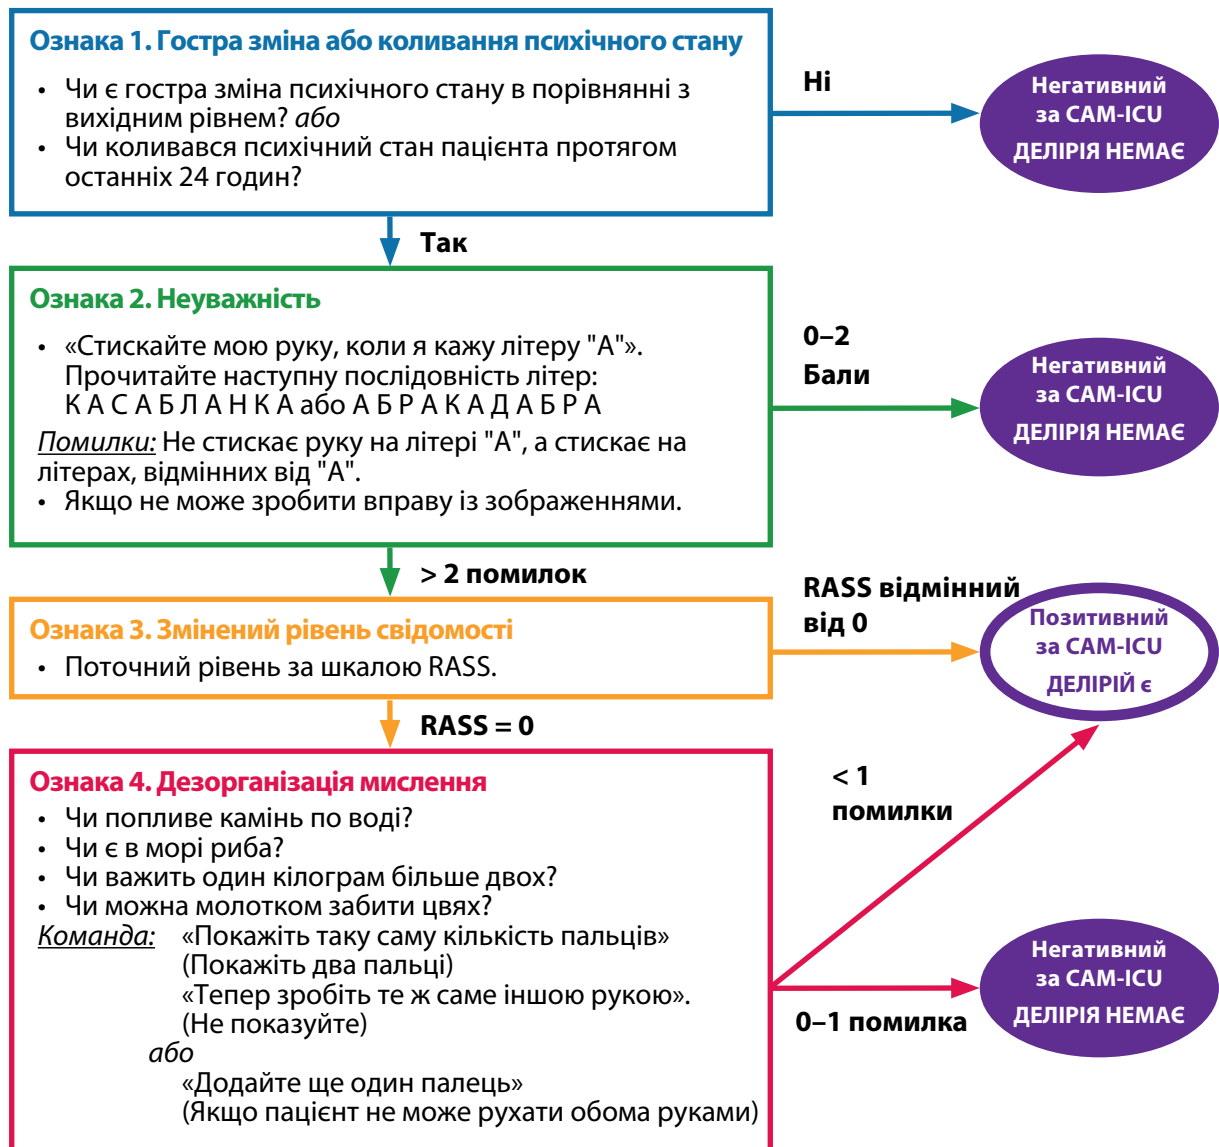 Ознака 1. Гостра зміна або коливання психічного стану
• Чи є гостра зміна психічного стану в порівнянні з
вихідним рівнем? або
• Чи коливався психічний стан пацієнта протягом
останніх 24 годин?
Ні
Негативний
за CAM-ICU
ДЕЛІРІЯ НЕМАЄ
Так
Ознака 2. Неуважність
• «Стискайте мою руку, коли я кажу літеру "А"».
Прочитайте наступну послідовність літер:
К А С А Б Л А Н К А або А Б Р А К А Д А Б Р А
Помилки: Не стискає руку на літері "А", а стискає на
літерах, відмінних від "А".
• Якщо не може зробити вправу із зображеннями.
0–2
Бали
Негативний
за CAM-ICU
ДЕЛІРІЯ НЕМАЄ
> 2 помилок
Ознака 3. Змінений рівень свідомості
• Поточний рівень за шкалою RASS.
RASS відмінний
від 0
Позитивний
за CAM-ICU
ДЕЛІРІЙ є
RASS = 0
Ознака 4. Дезорганізація мислення
• Чи попливе камінь по воді?
• Чи є в морі риба?
• Чи важить один кілограм більше двох?
• Чи можна молотком забити цвях?
Команда: «Покажіть таку саму кількість пальців»
(Покажіть два пальці)
«Тепер зробіть те ж саме іншою рукою».
(Не показуйте)
або
«Додайте ще один палець»
(Якщо пацієнт не може рухати обома руками)
< 1
помилки
0–1 помилка
Негативний
за CAM-ICU
ДЕЛІРІЯ НЕМАЄ